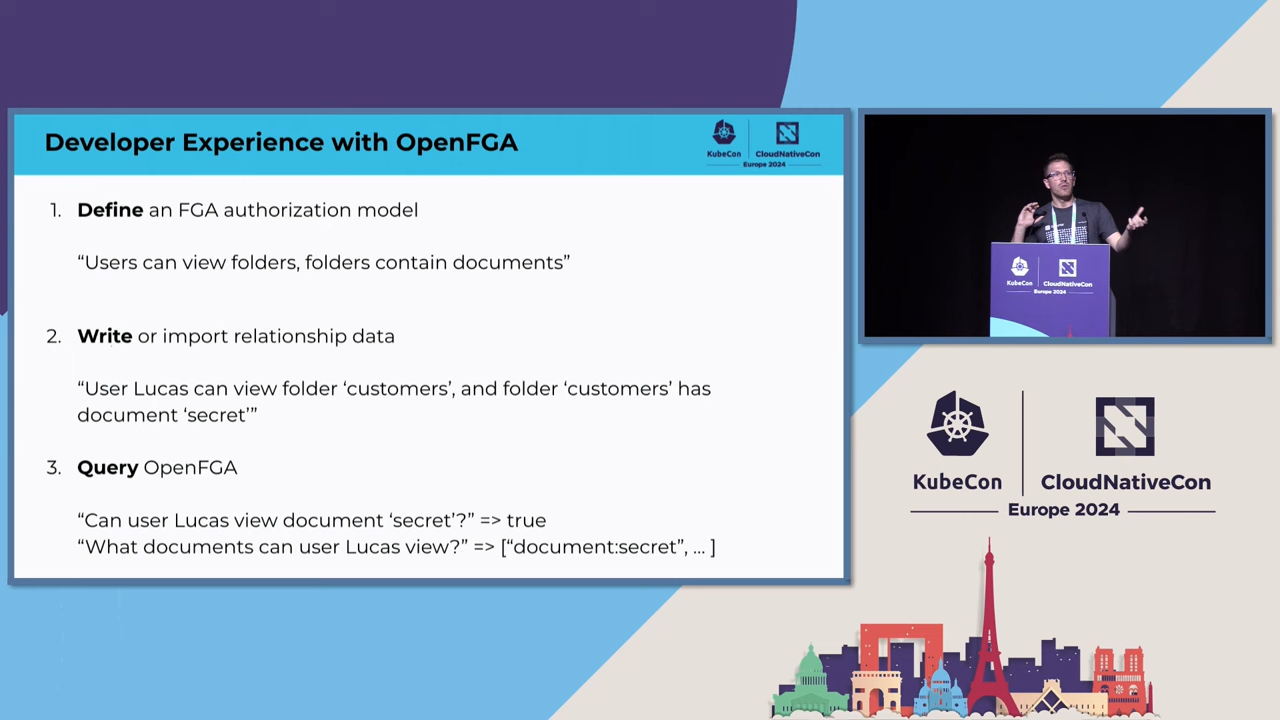 Developer Experience with OpenFGA
KubeCon
CloudNativeCon
Europe 2024
1. Define an FGA authorization model
“Users can view folders, folders contain documents”
2. Write or import relationship data
“User Lucas can view folder ‘customers’, and folder ‘customers’ has
document ‘secret’”
3. Query OpenFGA
“Can user Lucas view document ‘secret’?” => true
“What documents can user Lucas view?” => [“document:secret”, ... ]
KubeCon
CloudNativeCon
Europe 2024
KubeCon
CloudNativeCon
Europe 2024